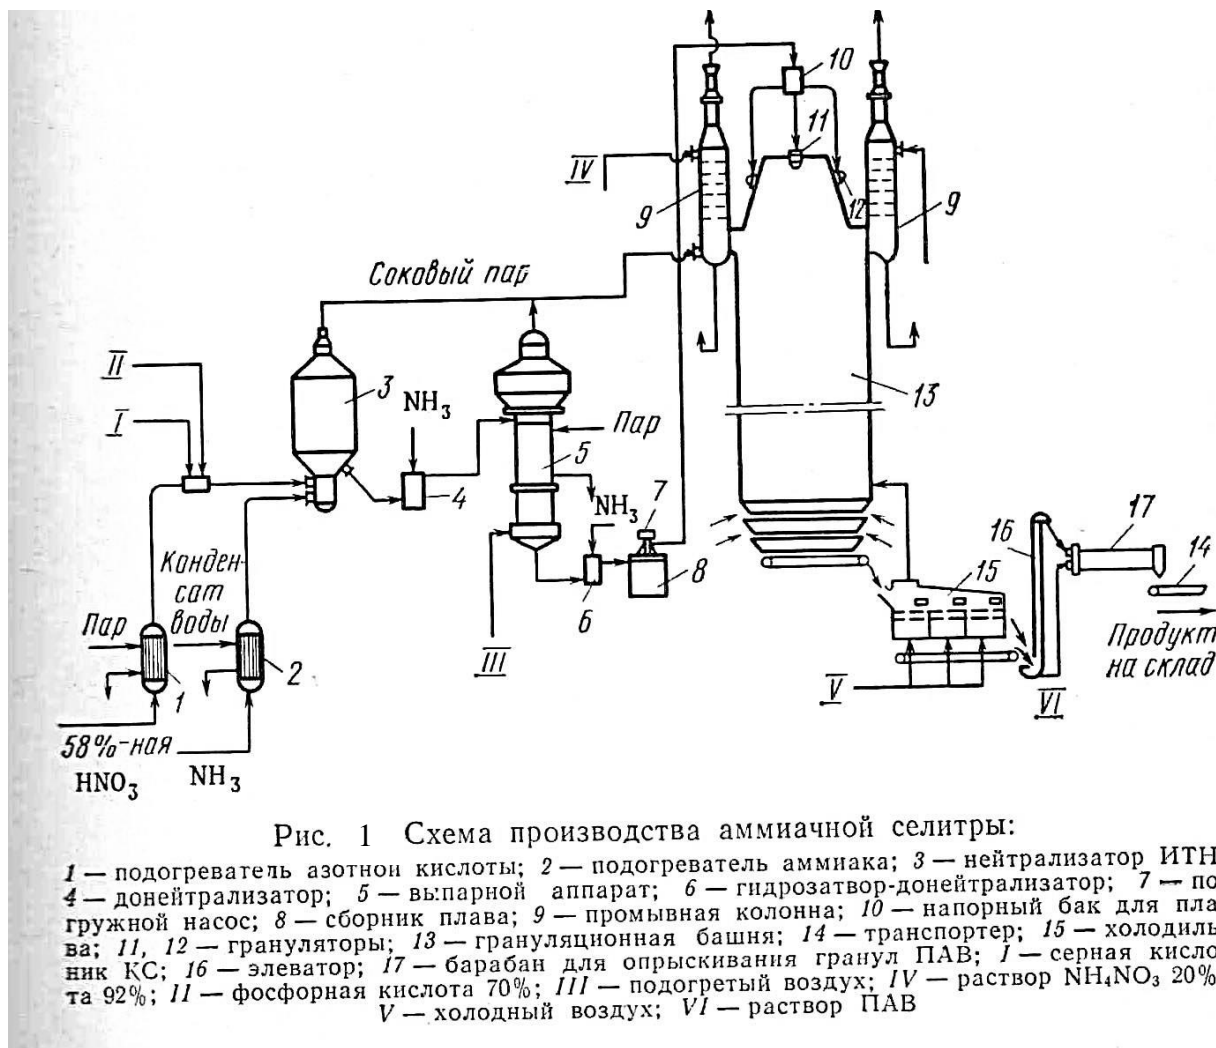 10
11
IV
9
12
9
Соковый пар
II
3
13
NH3
I
Пар
5
4
NH3
7
17
16
Конден-
сат
воды
8
15
14
6
Пар
Продукт
на склад
2
III
1
V
VI
58%-ная
HNO3
NH3
Рис. 1 Схема производства аммиачной селитры:
1 — подогреватель азотной кислоты; 2 — подогреватель аммиака; 3 — нейтрализатор ИТН
4 — донейтрализатор; 5 — выпарной аппарат; 6 — гидрозатвор-донейтрализатор; 7 — по
гружной насос; 8 — сборник плава; 9 — промывная колонна; 10 — напорный бак для пла
ва; 11, 12 — грануляторы; 13 — грануляционная башня; 14 — транспортер; 15 — холодиль
ник КС; 16 — элеватор; 17 — барабан для опрыскивания гранул ПАВ; I — серная кисло
та 92%; II — фосфорная кислота 70%; III — подогретый воздух; IV — раствор NH4NO3 20%
V — холодный воздух; VI — раствор ПАВ